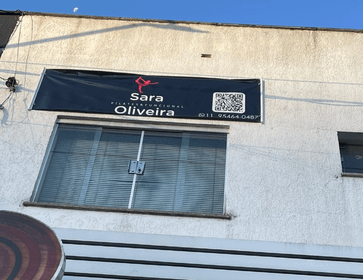 Sara
PILATES&FUNCIONAL
Oliveira
11 95464.0487